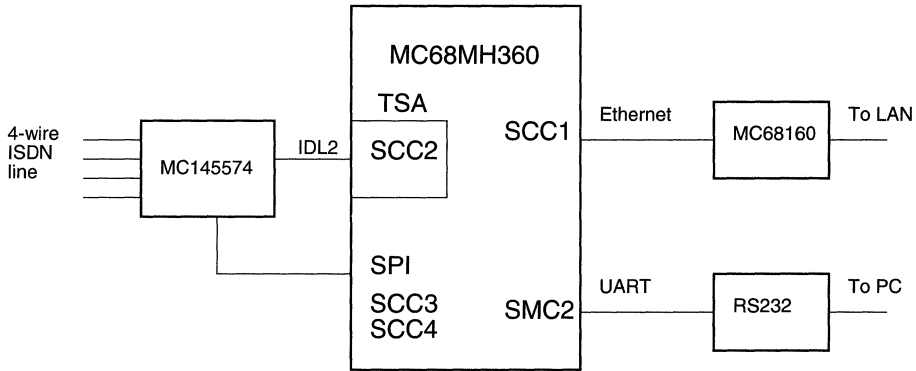 MC68MH360
TSA
SCC1
Ethernet
MC68160
To LAN
4-wire
ISDN
line
MC145574
IDL2
SCC2
SPI
SCC3
SCC4
SMC2
UART
RS232
To PC